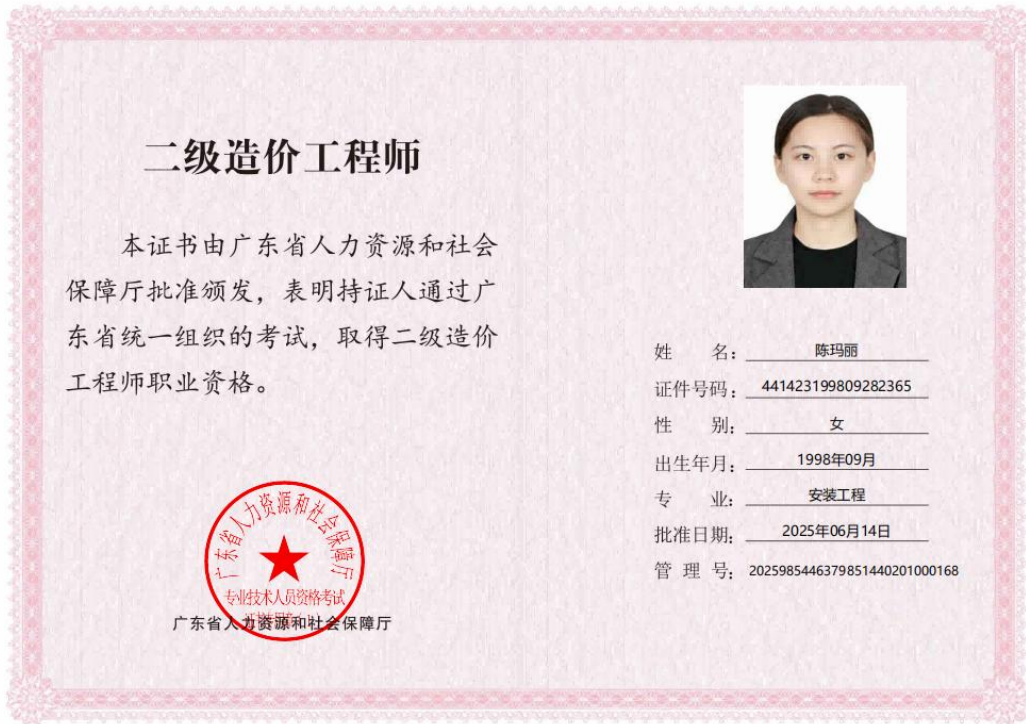 二级造价工程师
本证书由广东省人力资源和社会
保障厅批准颁发，表明持证人通过广
东省统一组织的考试，取得二级造价
工程师职业资格。
广东省人力资源和社会保障厅
专业技术人员资格考试
广东省人力资源和社会保障厅
姓 名：陈玛丽
证件号码：441423199809282365
性 别：女
出生年月：1998年09月
专 业：安装工程
批准日期：2025年06月14日
管 理 号：20259854463798514402010001​68